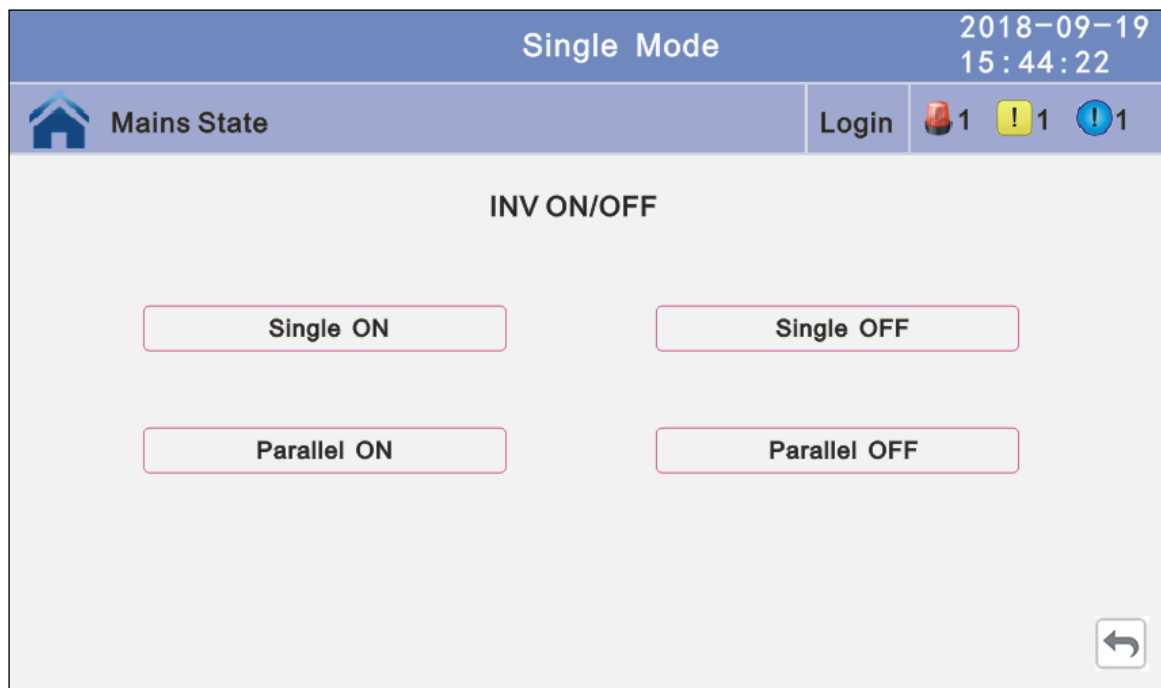 Single Mode
2018-09-19
15:44:22
Mains State
Login
1
! 1
! 1
INV ON/OFF
Single ON
Single OFF
Parallel ON
Parallel OFF